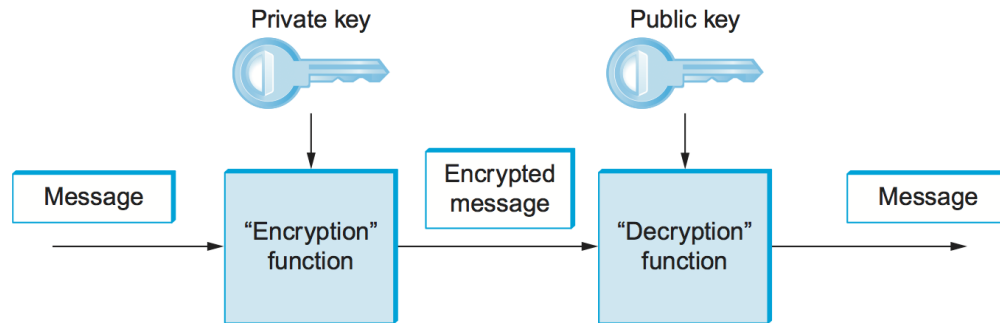 Private key
Public key
Message
"Encryption"
function
Encrypted
message
"Decryption"
function
Message